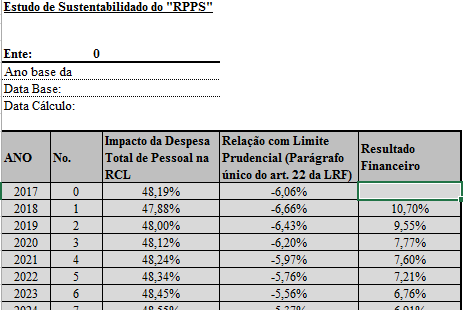 Estudo de Sustentabilidado do "RPPS"
Ente: 0
Ano base da
Data Base:
Data Cálculo:
ANO No. Impacto da Despesa Total de Pessoal na RCL Relação com Limite Prudencial (Parágrafo único do art. 22 da LRF) Resultado Financeiro
2017 0 48,19% -6,06%
2018 1 47,88% -6,66% 10,70%
2019 2 48,00% -6,43% 9,55%
2020 3 48,12% -6,20% 7,77%
2021 4 48,24% -5,97% 7,60%
2022 5 48,34% -5,76% 7,21%
2023 6 48,45% -5,56% 6,76%